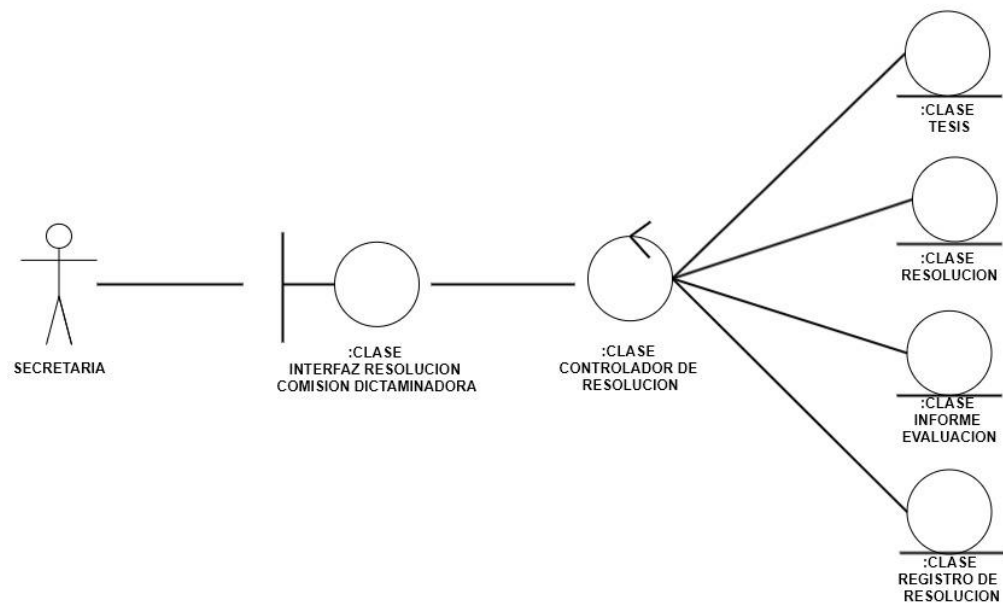 SECRETARIA
:CLASE
INTERFAZ RESOLUCION
COMISION DICTAMINADORA
:CLASE
CONTROLADOR DE
RESOLUCION
:CLASE
TESIS
:CLASE
RESOLUCION
:CLASE
INFORME
EVALUACION
:CLASE
REGISTRO DE
RESOLUCION